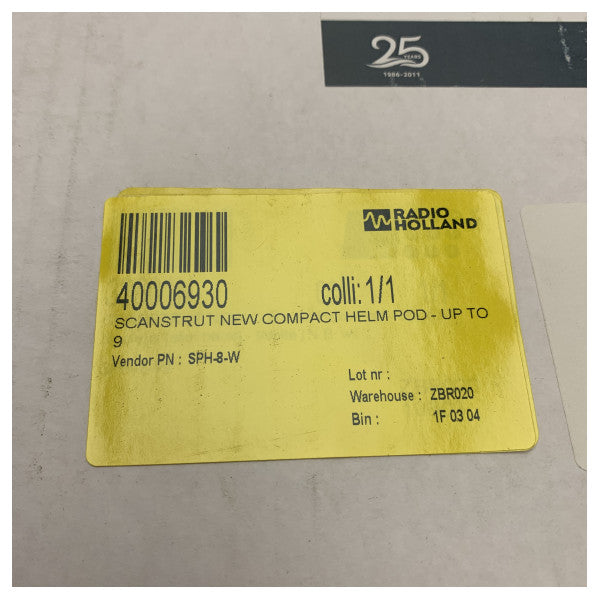 25
YEARS
1986-2011
RADIO
HOLLAND
40006930 colli: 1/1
SCANSTRUT NEW COMPACT HELM POD - UP TO
9
Vendor PN : SPH-8-W
Lot nr :
Warehouse : ZBR020
Bin : 1F 03 04